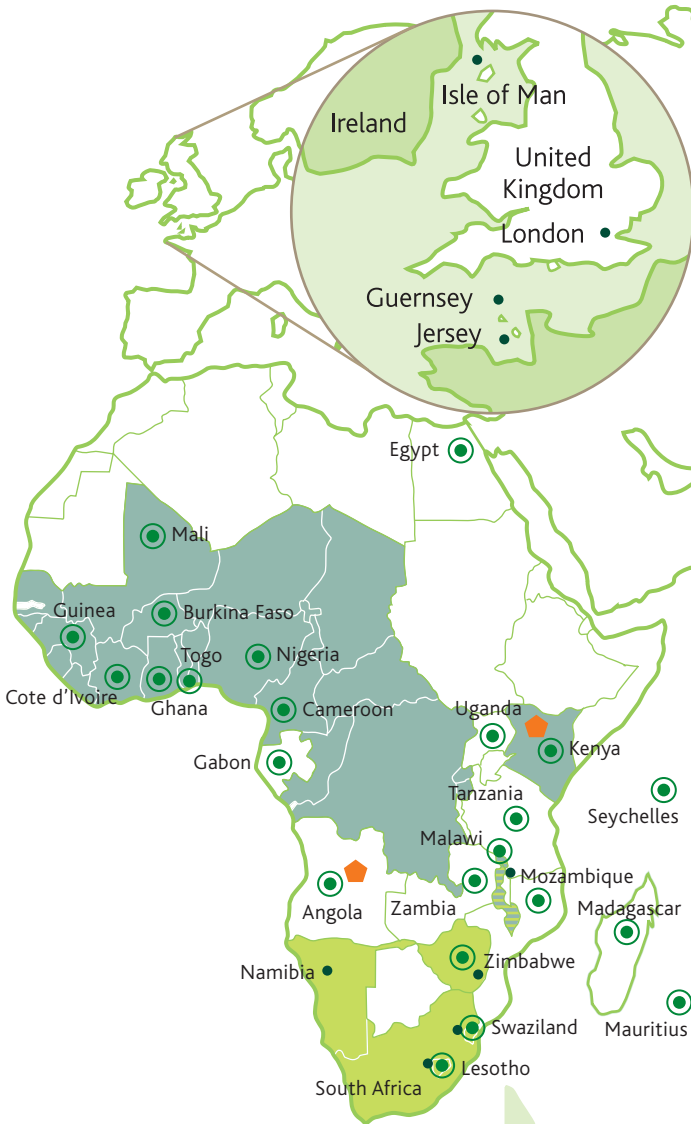 Isle of Man
Ireland
United
Kingdom
London
Guernsey
Jersey
Egypt
Mali
Guinea
Burkina Faso
Togo
Nigeria
Cote d'Ivoire
Ghana
Cameroon
Uganda
Kenya
Gabon
Tanzania
Seychelles
Malawi
Mozambique
Angola
Zambia
Madagascar
Namibia
Zimbabwe
Swaziland
Mauritius
Lesotho
South Africa